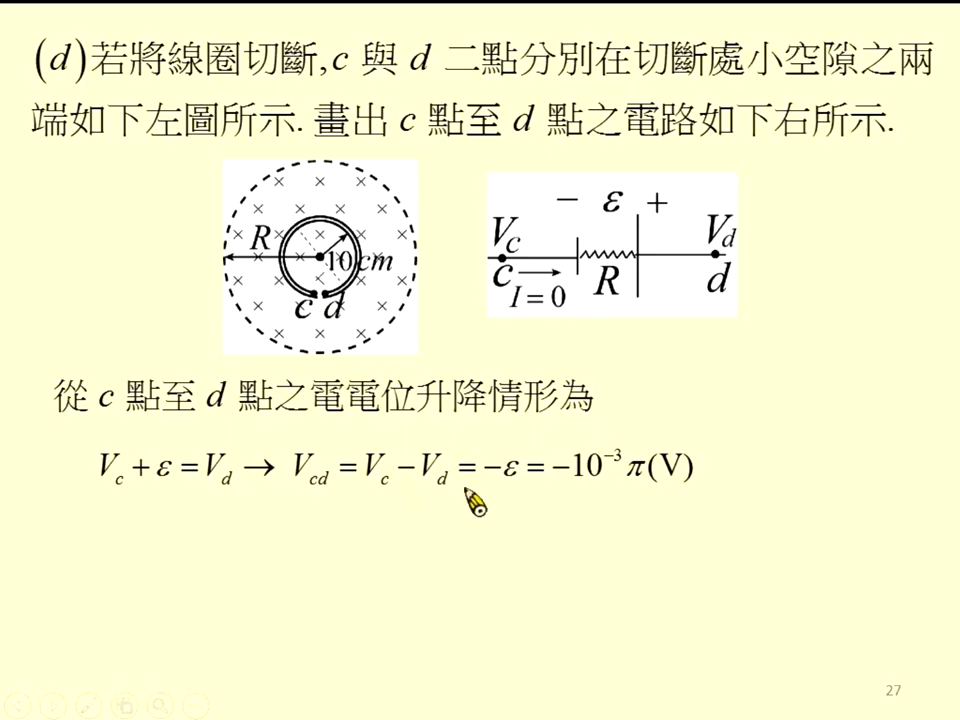 (d)若將線圈切斷,c 與 d 二點分別在切斷處小空隙之兩
端如下左圖所示. 畫出 c 點至 d 點之電路如下右所示.
R
10cm
c d
− ε +
V_c V_d
c I = 0 R d
從 c 點至 d 點之電電位升降情形為
V_c + ε = V_d → V_cd = V_c − V_d = −ε = −10⁻³ π(V)
27